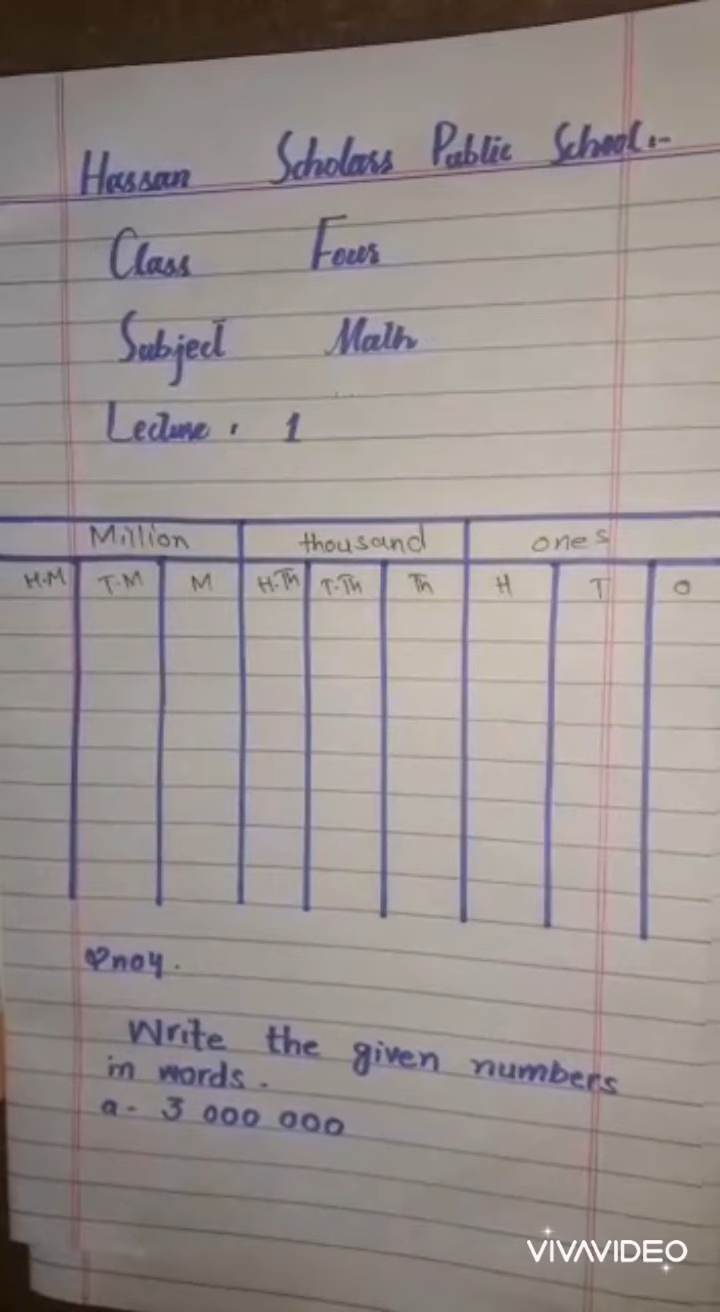 Hassan Scholars Public School:-
Class Four
Subject Math
Lecture : 1
Million thousand ones
H.M T.M M H.Th T.Th Th H T O
Qno4.
Write the given numbers
in words.
a- 3 000 000
VIVAVIDEO